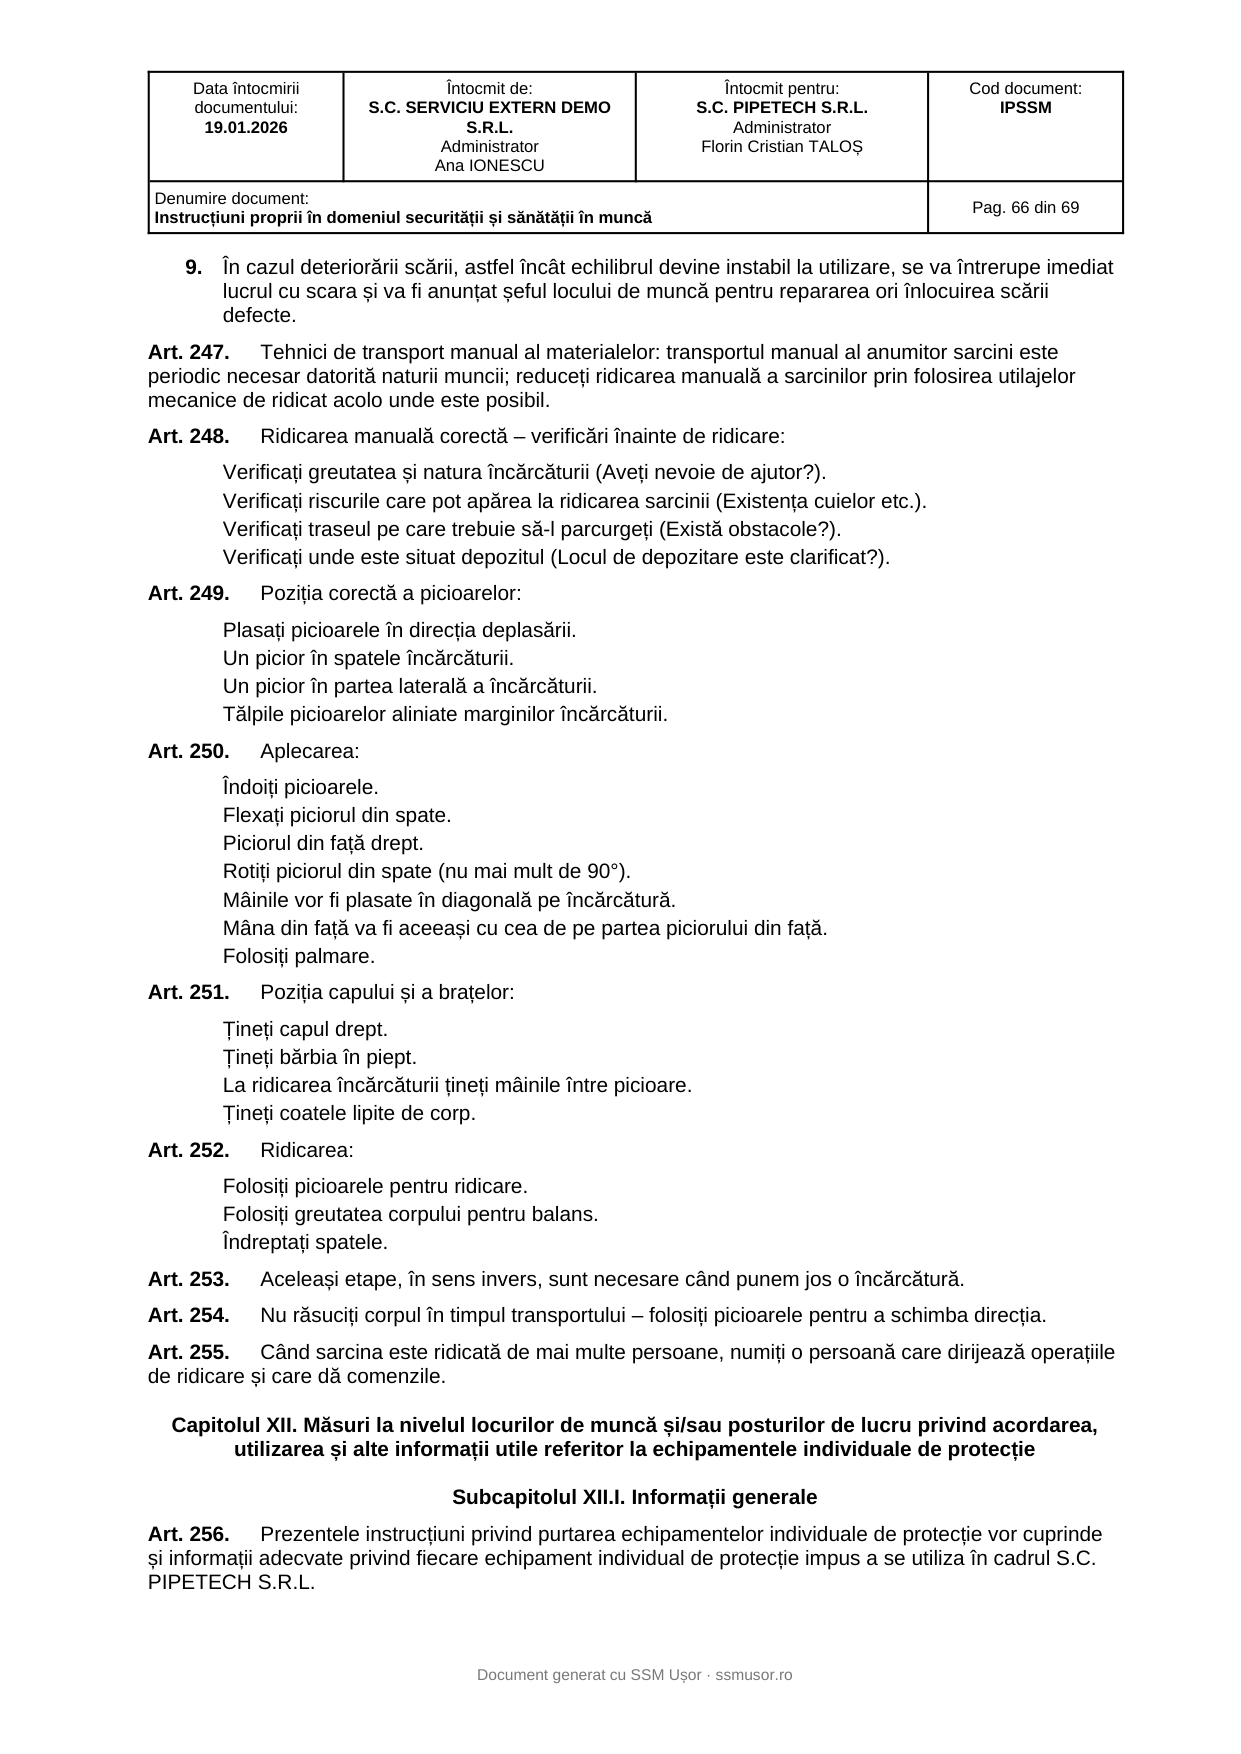 Data întocmirii
documentului:
19.01.2026
Întocmit de:
S.C. SERVICIU EXTERN DEMO
S.R.L.
Administrator
Ana IONESCU
Întocmit pentru:
S.C. PIPETECH S.R.L.
Administrator
Florin Cristian TALOȘ
Cod document:
IPSSM
Denumire document:
Instrucțiuni proprii în domeniul securității și sănătății în muncă
Pag. 66 din 69
9. În cazul deteriorării scării, astfel încât echilibrul devine instabil la utilizare, se va întrerupe imediat
lucrul cu scara și va fi anunțat șeful locului de muncă pentru repararea ori înlocuirea scării
defecte.
Art. 247. Tehnici de transport manual al materialelor: transportul manual al anumitor sarcini este
periodic necesar datorită naturii muncii; reduceți ridicarea manuală a sarcinilor prin folosirea utilajelor
mecanice de ridicat acolo unde este posibil.
Art. 248. Ridicarea manuală corectă – verificări înainte de ridicare:
Verificați greutatea și natura încărcăturii (Aveți nevoie de ajutor?).
Verificați riscurile care pot apărea la ridicarea sarcinii (Existența cuielor etc.).
Verificați traseul pe care trebuie să-l parcurgeți (Există obstacole?).
Verificați unde este situat depozitul (Locul de depozitare este clarificat?).
Art. 249. Poziția corectă a picioarelor:
Plasați picioarele în direcția deplasării.
Un picior în spatele încărcăturii.
Un picior în partea laterală a încărcăturii.
Tălpile picioarelor aliniate marginilor încărcăturii.
Art. 250. Aplecarea:
Îndoiți picioarele.
Flexați piciorul din spate.
Piciorul din față drept.
Rotiți piciorul din spate (nu mai mult de 90°).
Mâinile vor fi plasate în diagonală pe încărcătură.
Mâna din față va fi aceeași cu cea de pe partea piciorului din față.
Folosiți palmare.
Art. 251. Poziția capului și a brațelor:
Țineți capul drept.
Țineți bărbia în piept.
La ridicarea încărcăturii țineți mâinile între picioare.
Țineți coatele lipite de corp.
Art. 252. Ridicarea:
Folosiți picioarele pentru ridicare.
Folosiți greutatea corpului pentru balans.
Îndreptați spatele.
Art. 253. Aceleași etape, în sens invers, sunt necesare când punem jos o încărcătură.
Art. 254. Nu răsuciți corpul în timpul transportului – folosiți picioarele pentru a schimba direcția.
Art. 255. Când sarcina este ridicată de mai multe persoane, numiți o persoană care dirijează operațiile
de ridicare și care dă comenzile.
Capitolul XII. Măsuri la nivelul locurilor de muncă și/sau posturilor de lucru privind acordarea,
utilizarea și alte informații utile referitor la echipamentele individuale de protecție
Subcapitolul XII.I. Informații generale
Art. 256. Prezentele instrucțiuni privind purtarea echipamentelor individuale de protecție vor cuprinde
și informații adecvate privind fiecare echipament individual de protecție impus a se utiliza în cadrul S.C.
PIPETECH S.R.L.
Document generat cu SSM Ușor · ssmusor.ro